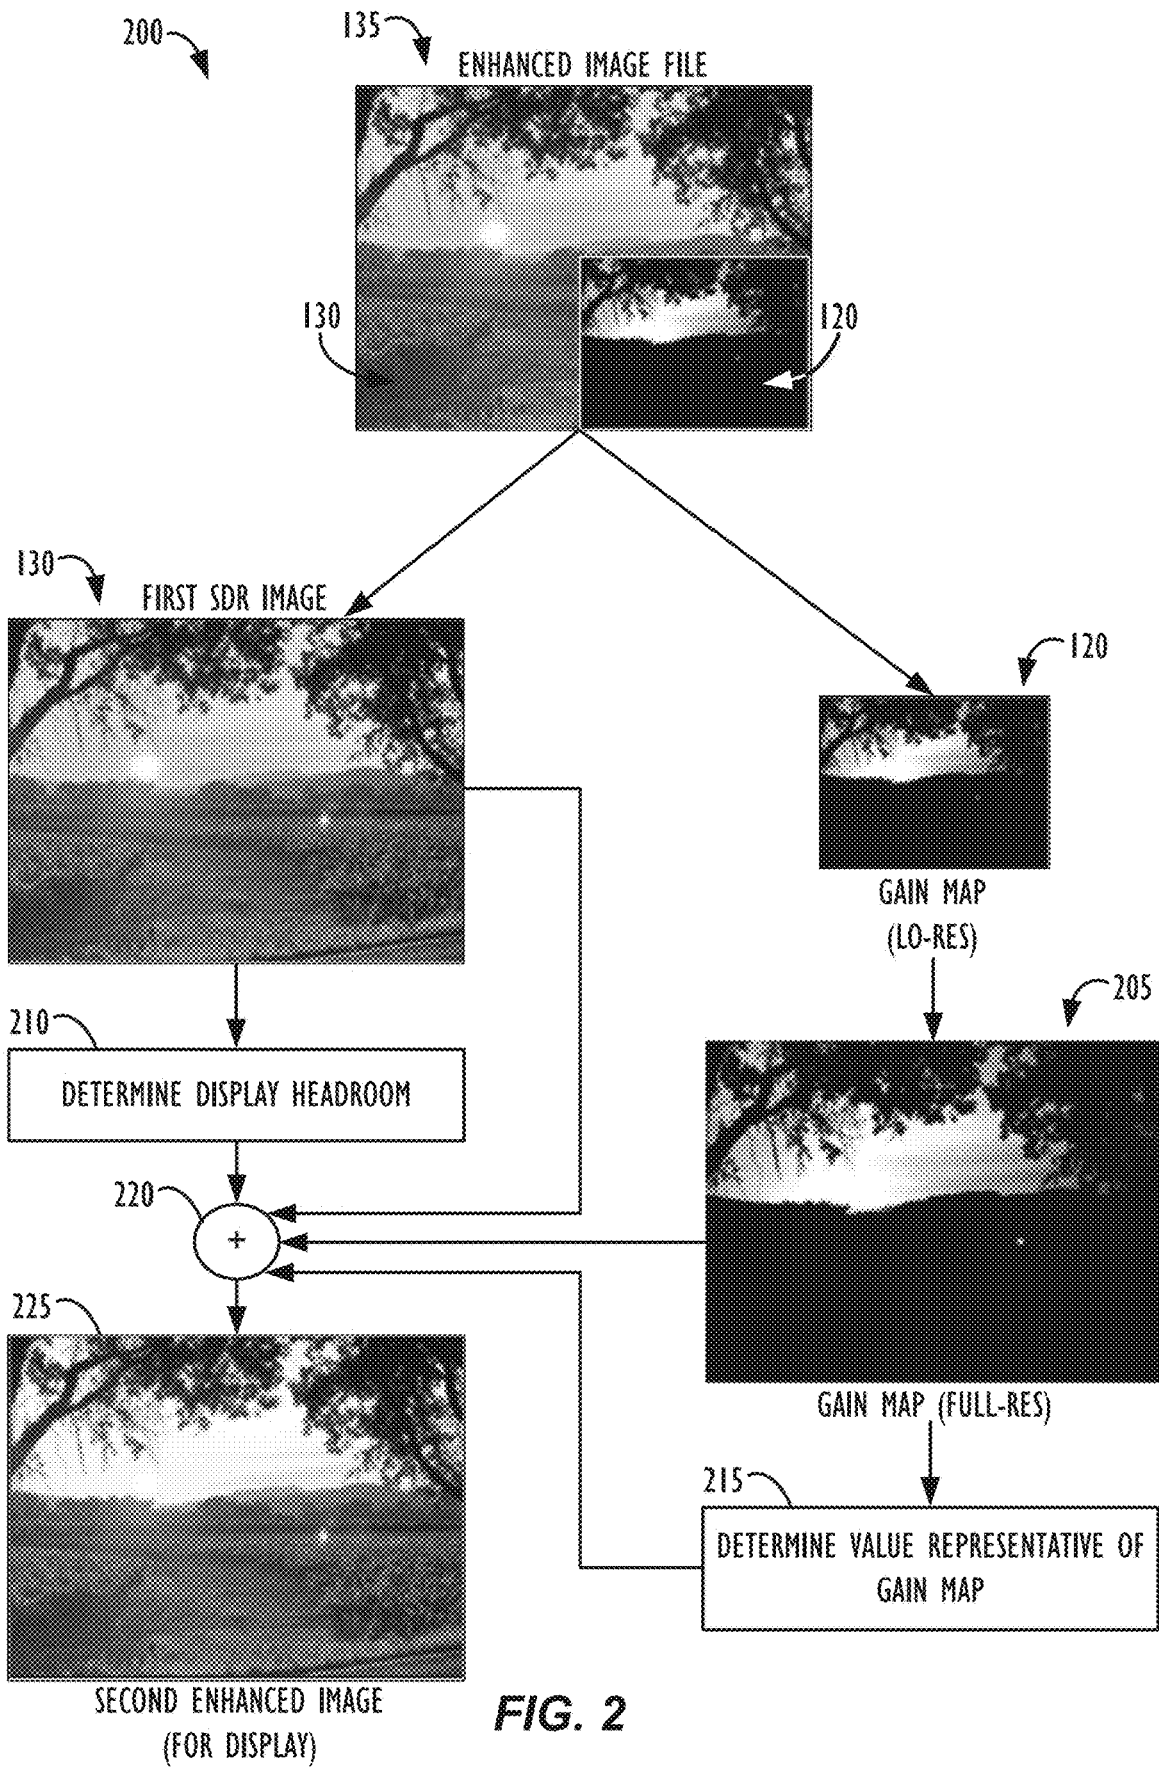 200
135
ENHANCED IMAGE FILE
130
120
130
FIRST SDR IMAGE
120
GAIN MAP
(LO-RES)
205
210
DETERMINE DISPLAY HEADROOM
220
+
225
GAIN MAP (FULL-RES)
215
DETERMINE VALUE REPRESENTATIVE OF
GAIN MAP
SECOND ENHANCED IMAGE
(FOR DISPLAY)
FIG. 2